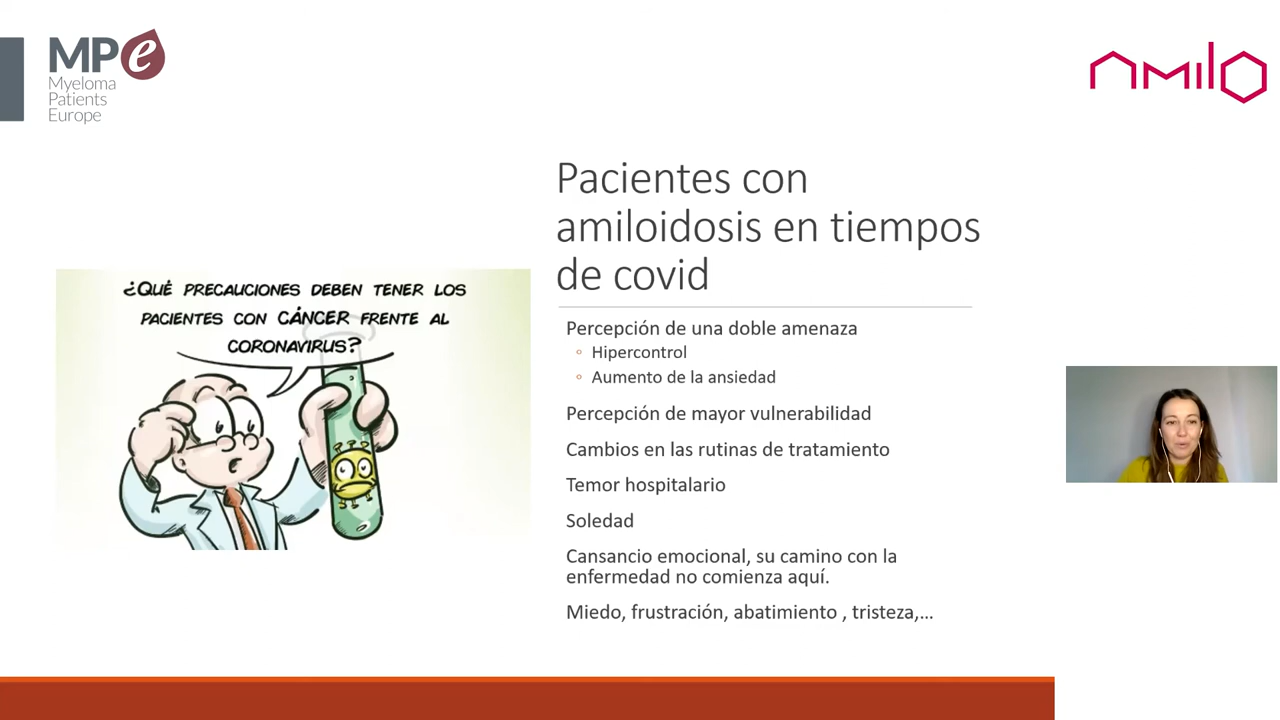 MPe
Myeloma
Patients
Europe
amilo
Pacientes con
amiloidosis en tiempos
de covid
¿QUÉ PRECAUCIONES DEBEN TENER LOS
PACIENTES CON CÁNCER FRENTE AL
CORONAVIRUS?
Percepción de una doble amenaza
Hipercontrol
Aumento de la ansiedad
Percepción de mayor vulnerabilidad
Cambios en las rutinas de tratamiento
Temor hospitalario
Soledad
Cansancio emocional, su camino con la
enfermedad no comienza aquí.
Miedo, frustración, abatimiento , tristeza,...